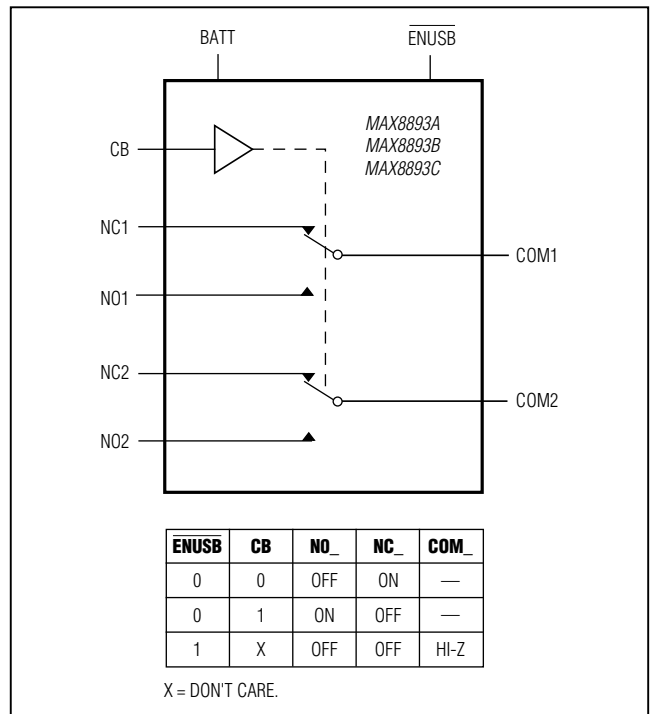 BATT ENUSB
MAX8893A
MAX8893B
MAX8893C
CB
NC1
COM1
NO1
NC2
COM2
NO2
ENUSB CB NO_ NC_ COM_
0 0 OFF ON —
0 1 ON OFF —
1 X OFF OFF HI-Z
X = DON'T CARE.